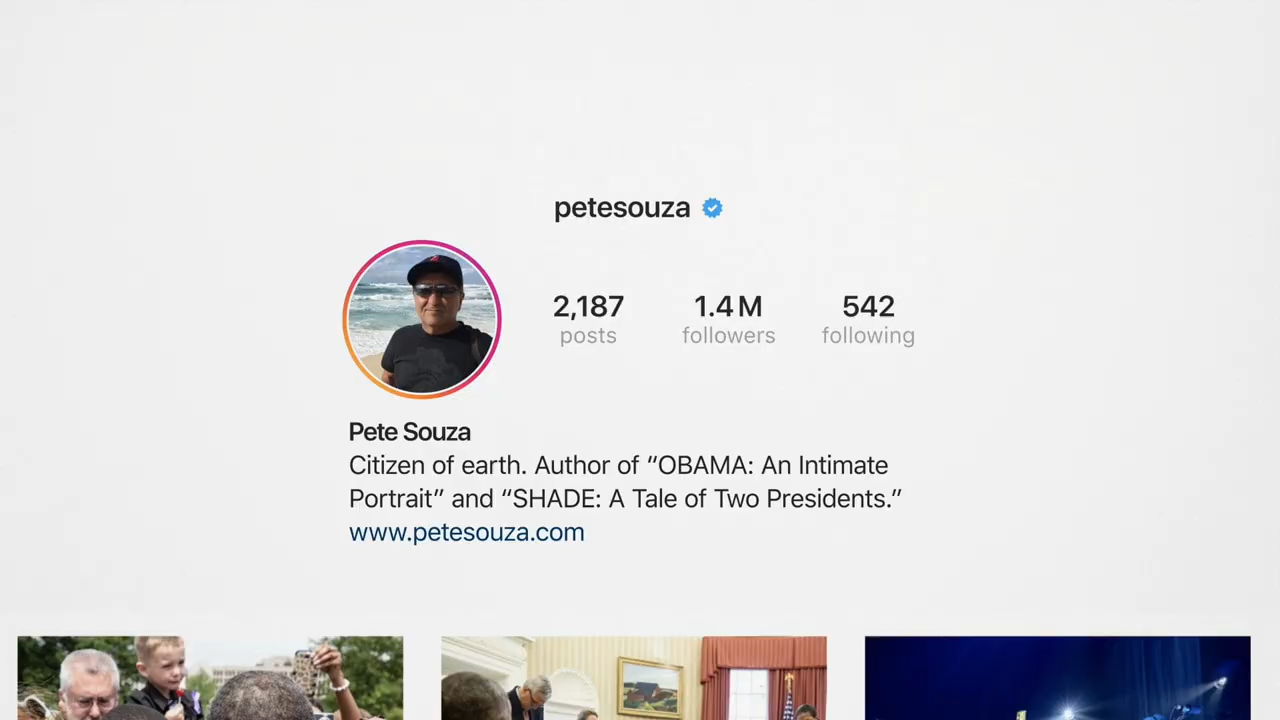 petesouza
2,187 1.4 M 542
posts followers following
Pete Souza
Citizen of earth. Author of “OBAMA: An Intimate
Portrait” and “SHADE: A Tale of Two Presidents.”
www.petesouza.com